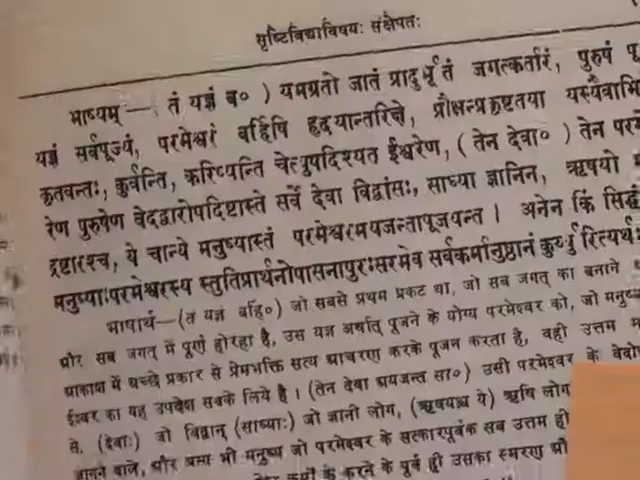 सृष्टिविद्याविषयः संक्षेपतः
भाष्यम्—( तं यज्ञं ब० ) यमग्रतो जातं प्रादुर्भूतं जगत्कर्तारं, पुरुषं
यज्ञं सर्वपूज्यं, परमेश्वरं बर्हिषि हृदयान्तरिक्षे, प्रौक्षन्प्रकृष्टतया यस्यैवाभि
कृतवन्तः, कुर्वन्ति, करिष्यन्ति चेत्युपदिश्यत ईश्वरेण, ( तेन देवा० ) तेन
रेण पुरुषेण वेदद्वारोपदिष्टास्ते सर्वे देवा विद्वांसः, साध्या ज्ञानिन, ऋषयो
द्रष्टारश्च, ये चान्ये मनुष्यास्तं परमेश्वरमयजन्तापूजयन्त । अनेन किं सिद्धं
मनुष्याःपरमेश्वरस्य स्तुतिप्रार्थनोपासनापुरःसरमेव सर्वकर्मानुष्ठानं कुर्य्युरित्यर्थः
भाषार्थ—(तं यज्ञं बहि०) जो सबसे प्रथम प्रकट था, जो सब जगत् का बनाने
और सब जगत् में पूर्ण होरहा है, उस यज्ञ अर्थात् पूजने के योग्य परमेश्वर को, जो मनुष्य
आकाश में अच्छे प्रकार से प्रेमभक्ति सत्य आचरण करके पूजन करता है, वही उत्तम
ईश्वर का यह उपदेश सबके लिये है । (तेन देवा अयजन्त सा०) उसी परमेश्वर के
से, (देवाः) जो विद्वान् (साध्याः) जो ज्ञानी लोग, (ऋषयश्च ये) ऋषि लोग
जानने वाले, और अन्य भी मनुष्य जो परमेश्वर के सत्कारपूर्वक सब उत्तम ही
के करने के पूर्व ही उसका स्मरण